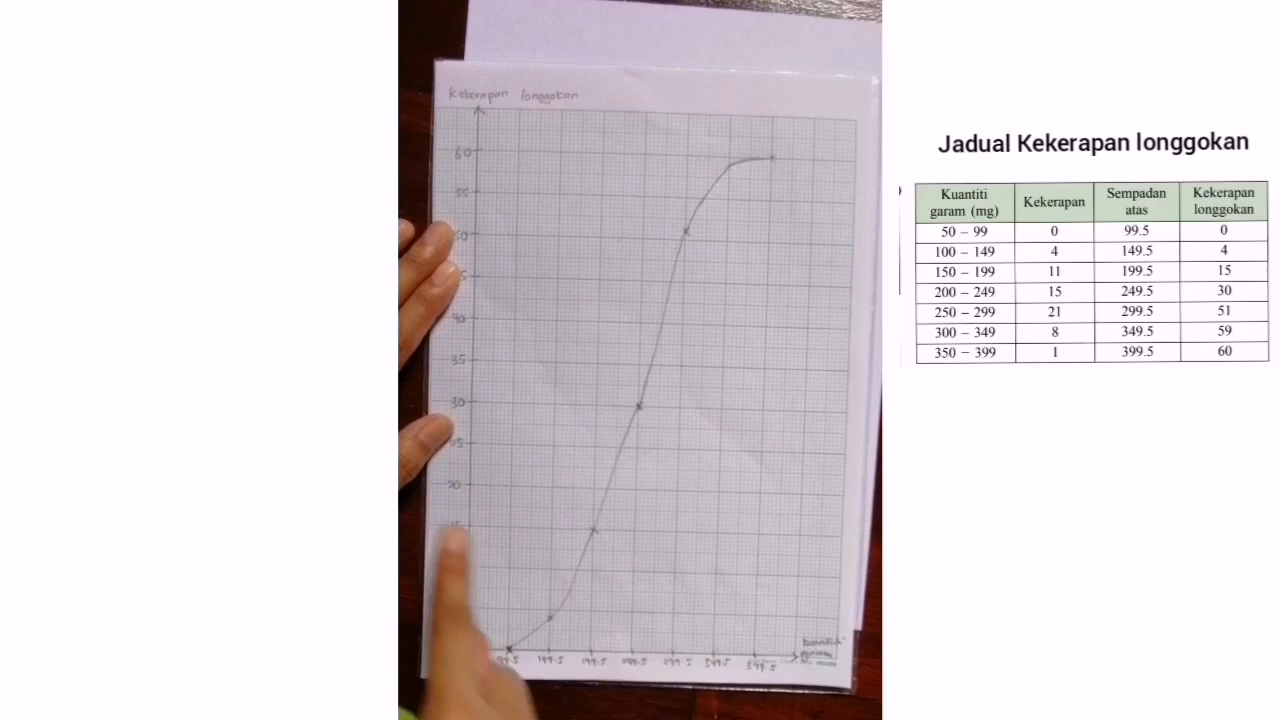 Kekerapan longgokan
60
55
50
5
40
35
30
25
20
15
99.5 149.5 199.5 249.5 299.5 349.5 399.5
garam
Jadual Kekerapan longgokan
Kuantiti garam (mg) Kekerapan Sempadan atas Kekerapan longgokan
50 – 99 0 99.5 0
100 – 149 4 149.5 4
150 – 199 11 199.5 15
200 – 249 15 249.5 30
250 – 299 21 299.5 51
300 – 349 8 349.5 59
350 – 399 1 399.5 60